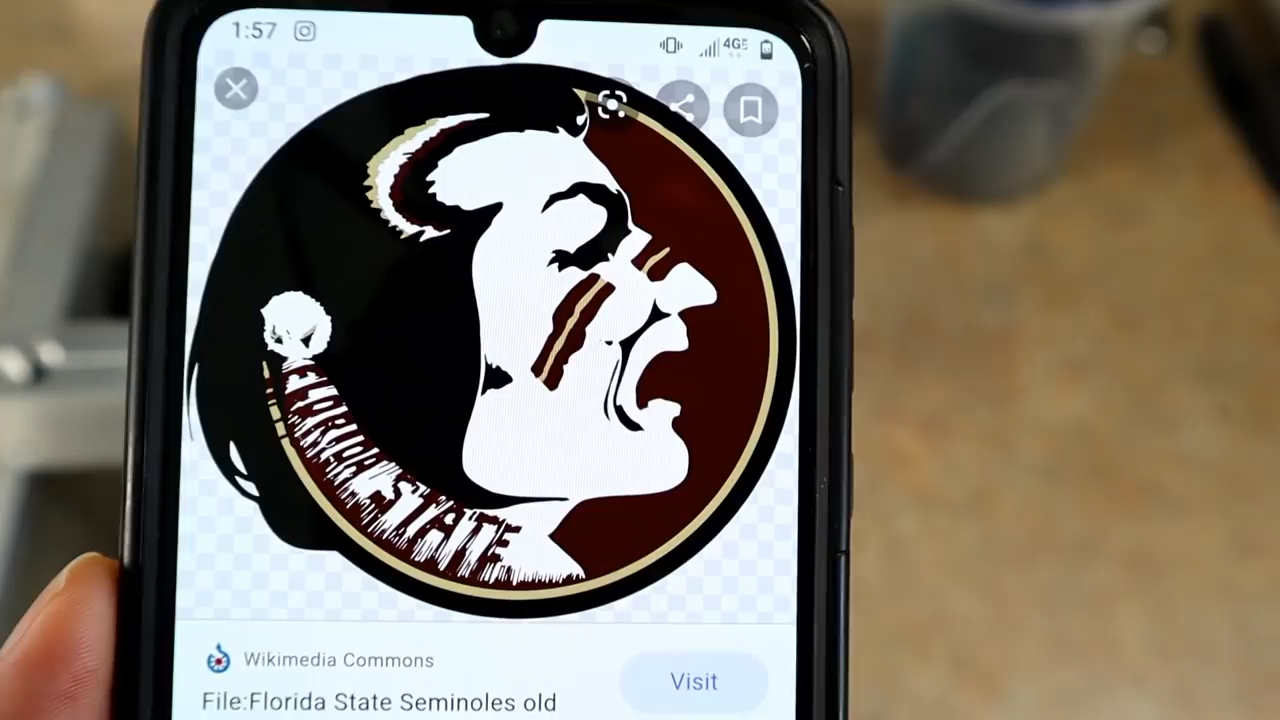 1:57
4G
FLORIDA STATE
Wikimedia Commons
File:Florida State Seminoles old
Visit